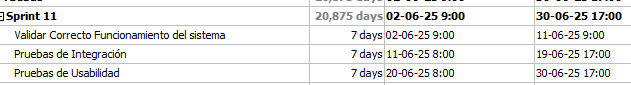 Sprint 11 20,875 days 02-06-25 9:00 30-06-25 17:00
Validar Correcto Funcionamiento del sistema 7 days 02-06-25 9:00 11-06-25 9:00
Pruebas de Integración 7 days 11-06-25 8:00 19-06-25 17:00
Pruebas de Usabilidad 7 days 20-06-25 8:00 30-06-25 17:00